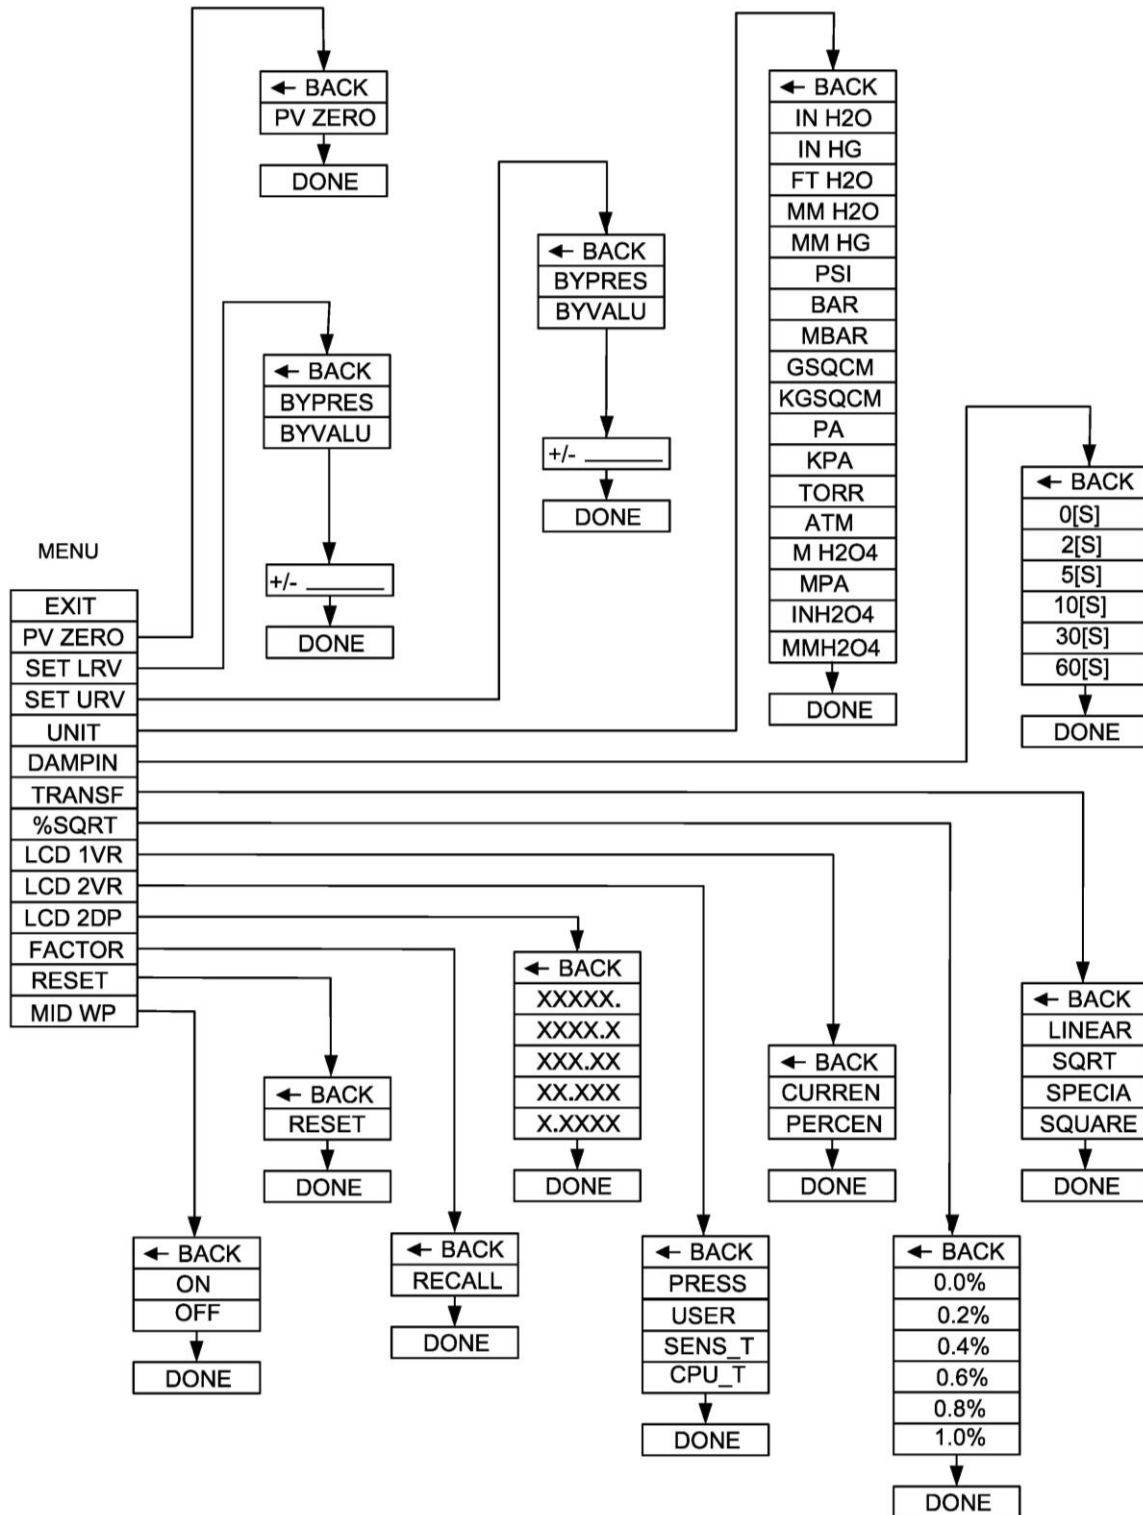 ← BACK
PV ZERO
DONE
← BACK
BYPRES
BYVALU
+/- _______
DONE
← BACK
BYPRES
BYVALU
+/- _______
DONE
← BACK
IN H2O
IN HG
FT H2O
MM H2O
MM HG
PSI
BAR
MBAR
GSQCM
KGSQCM
PA
KPA
TORR
ATM
M H2O4
MPA
INH2O4
MMH2O4
DONE
← BACK
0[S]
2[S]
5[S]
10[S]
30[S]
60[S]
DONE
MENU
EXIT
PV ZERO
SET LRV
SET URV
UNIT
DAMPIN
TRANSF
%SQRT
LCD 1VR
LCD 2VR
LCD 2DP
FACTOR
RESET
MID WP
← BACK
ON
OFF
DONE
← BACK
RESET
DONE
← BACK
RECALL
DONE
← BACK
XXXXX.
XXXX.X
XXX.XX
XX.XXX
X.XXXX
DONE
← BACK
PRESS
USER
SENS_T
CPU_T
DONE
← BACK
CURREN
PERCEN
DONE
← BACK
0.0%
0.2%
0.4%
0.6%
0.8%
1.0%
DONE
← BACK
LINEAR
SQRT
SPECIA
SQUARE
DONE